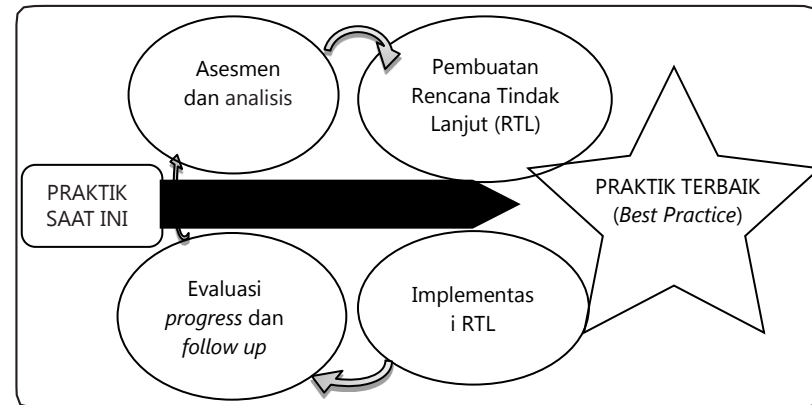 Asesmen
dan analisis
Pembuatan
Rencana Tindak
Lanjut (RTL)
PRAKTIK
SAAT INI
PRAKTIK TERBAIK
(Best Practice)
Evaluasi
progress dan
follow up
Implementas
i RTL